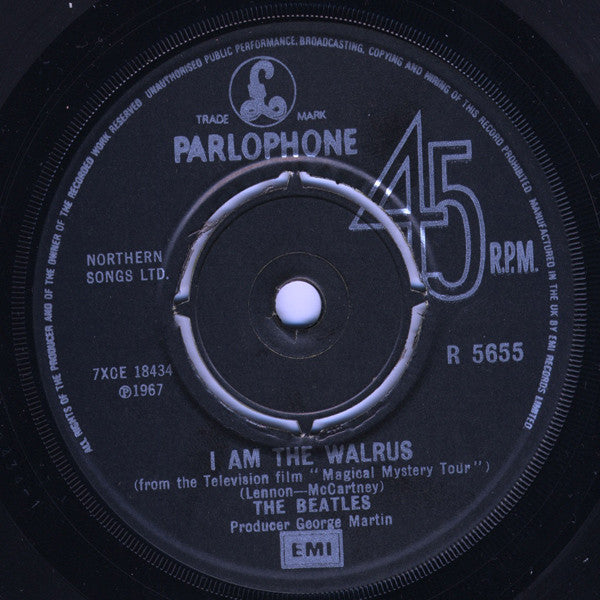 ALL RIGHTS OF THE PRODUCER AND OF THE OWNER OF THE RECORDED WORK RESERVED UNAUTHORISED PUBLIC PERFORMANCE, BROADCASTING, COPYING AND HIRING OF THIS RECORD PROHIBITED MANUFACTURED IN THE UK BY EMI RECORDS LIMITED
£
TRADE MARK
PARLOPHONE
45
R.P.M.
NORTHERN
SONGS LTD.
R 5655
7XCE 18434
℗1967
I AM THE WALRUS
(from the Television film "Magical Mystery Tour")
(Lennon—McCartney)
THE BEATLES
Producer George Martin
EMI